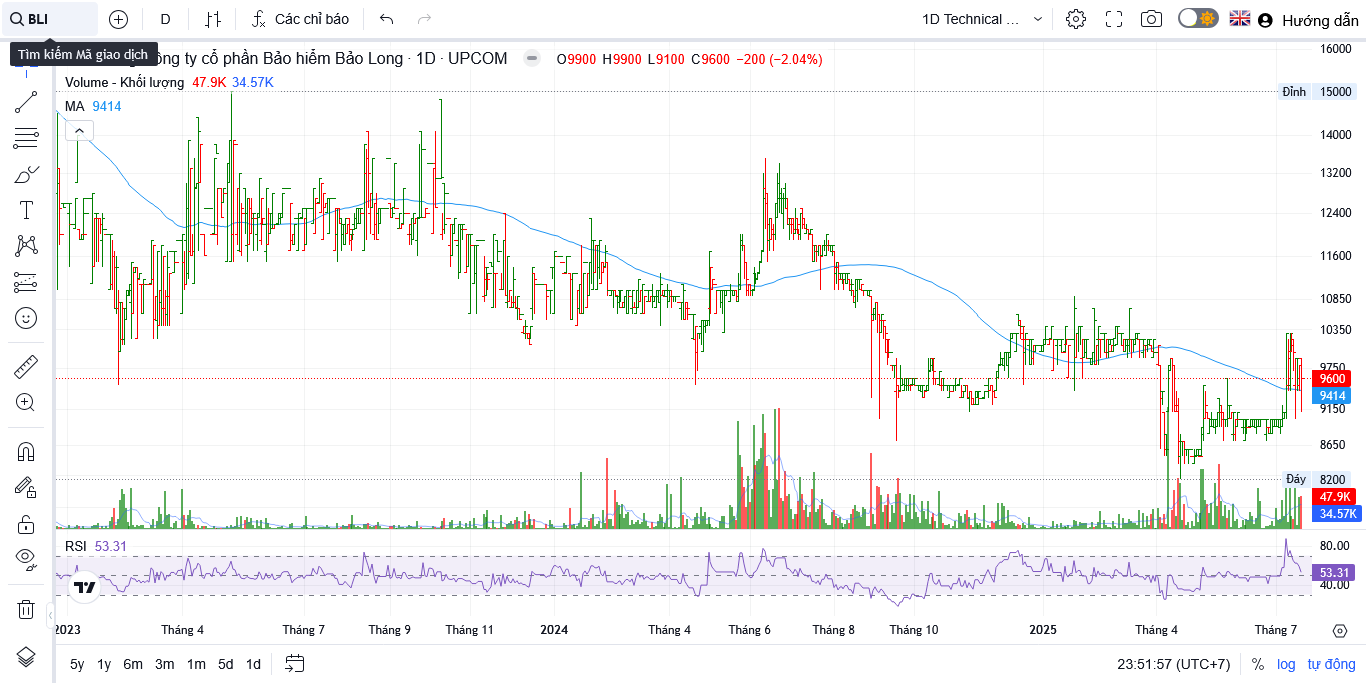 BLI
D
Các chỉ báo
1D Technical ...
Hướng dẫn
Tìm kiếm Mã giao dịch
ông ty cổ phần Bảo hiểm Bảo Long · 1D · UPCOM
O9900 H9900 L9100 C9600 −200 (−2.04%)
Volume - Khối lượng 47.9K 34.57K
MA 9414
16000
Đỉnh 15000
14000
13200
12400
11600
10850
10350
9750
9600
9414
9150
8650
Đáy 8200
47.9K
34.57K
RSI 53.31
80.00
53.31
40.00
2023 Tháng 4 Tháng 7 Tháng 9 Tháng 11 2024 Tháng 4 Tháng 6 Tháng 8 Tháng 10 2025 Tháng 4 Tháng 7
5y 1y 6m 3m 1m 5d 1d
23:51:57 (UTC+7) % log tự động